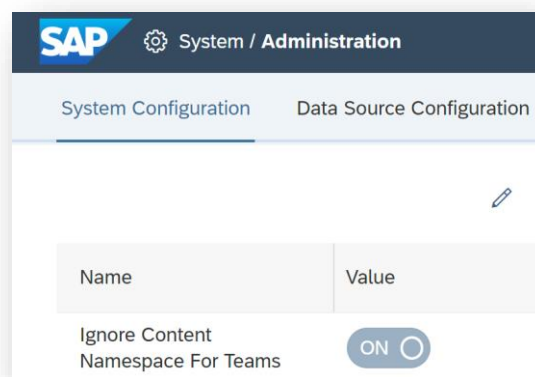 SAP System / Administration
System Configuration Data Source Configuration
Name Value
Ignore Content
Namespace For Teams
ON